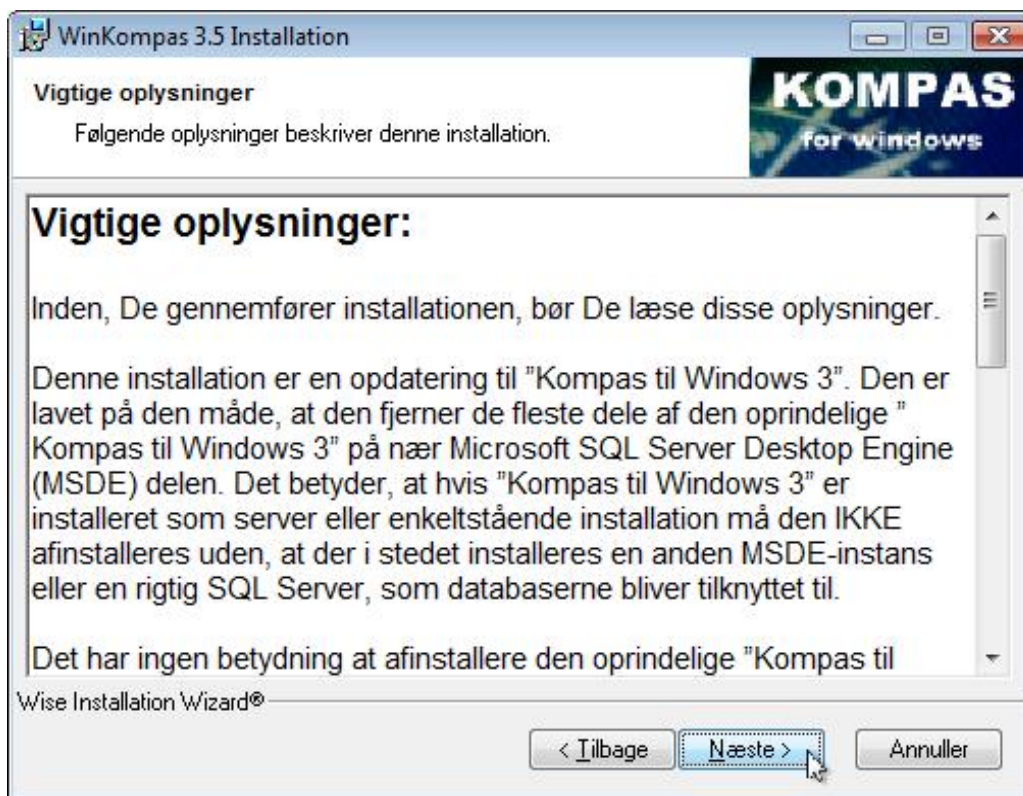 WinKompas 3.5 Installation
Vigtige oplysninger
Følgende oplysninger beskriver denne installation.
KOMPAS
for windows
Vigtige oplysninger:
Inden, De gennemfører installationen, bør De læse disse oplysninger.
Denne installation er en opdatering til ”Kompas til Windows 3”. Den er
lavet på den måde, at den fjerner de fleste dele af den oprindelige ”
Kompas til Windows 3” på nær Microsoft SQL Server Desktop Engine
(MSDE) delen. Det betyder, at hvis ”Kompas til Windows 3” er
installeret som server eller enkeltstående installation må den IKKE
afinstalleres uden, at der i stedet installeres en anden MSDE-instans
eller en rigtig SQL Server, som databaserne bliver tilknyttet til.
Det har ingen betydning at afinstallere den oprindelige ”Kompas til
Wise Installation Wizard®
< Tilbage
Næste >
Annuller